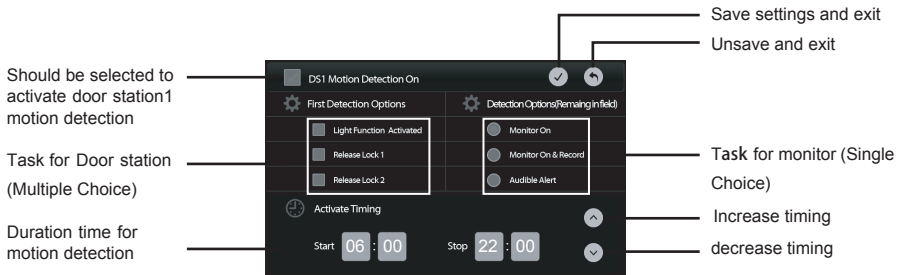 Save settings and exit
Unsave and exit
Should be selected to
activate door station1
motion detection
DS1 Motion Detection On
First Detection Options
Detection Options(Remaing in field)
Light Function Activated
Monitor On
Release Lock 1
Monitor On & Record
Release Lock 2
Audible Alert
Task for Door station
(Multiple Choice)
Task for monitor (Single
Choice)
Activate Timing
Increase timing
Duration time for
motion detection
Start 06 : 00 Stop 22 : 00
decrease timing